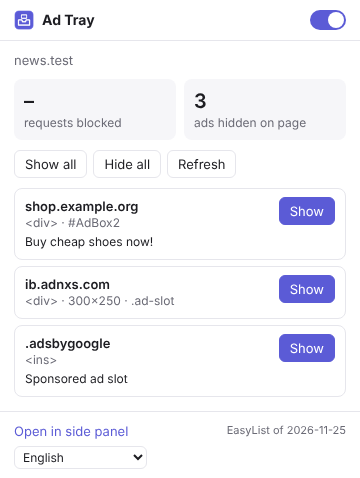 Ad Tray
news.test
–
requests blocked
3
ads hidden on page
Show all
Hide all
Refresh
shop.example.org
<div> · #AdBox2
Buy cheap shoes now!
Show
ib.adnxs.com
<div> · 300×250 · .ad-slot
Show
.adsbygoogle
<ins>
Sponsored ad slot
Show
Open in side panel
EasyList of 2026-11-25
English